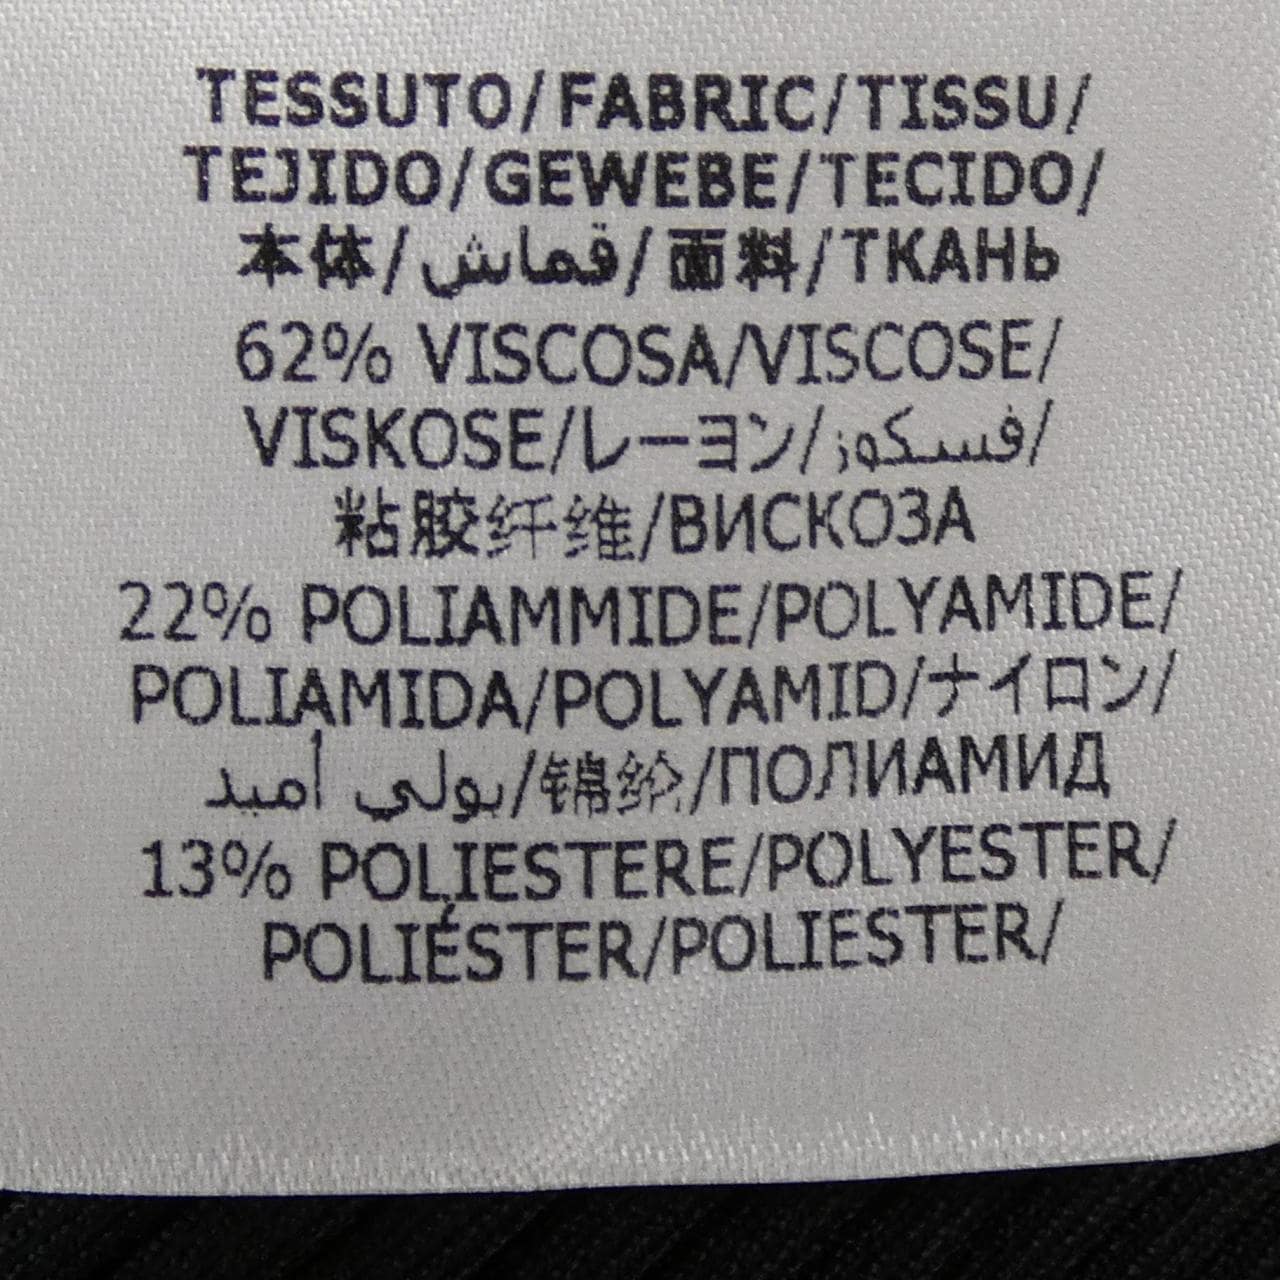 TESSUTO/FABRIC/TISSU/
TEJIDO/GEWEBE/TECIDO/
本体/قماش/面料/ТКАНЬ
62% VISCOSA/VISCOSE/
VISKOSE/レーヨン/فسكوز/
粘胶纤维/ВИСКОЗА
22% POLIAMMIDE/POLYAMIDE/
POLIAMIDA/POLYAMID/ナイロン/
بولي أميد/锦纶/ПОЛИАМИД
13% POLIESTERE/POLYESTER/
POLIÉSTER/POLIESTER/